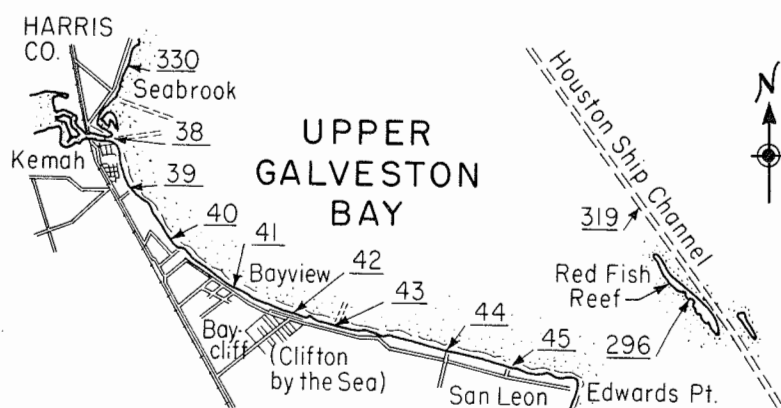 HARRIS
CO.
330
Seabrook
38
Kemah
39
UPPER
GALVESTON
BAY
40
41
Bayview
42
43
44
45
Bay-
cliff
(Clifton
by the Sea)
San Leon
Edwards Pt.
Houston Ship Channel
319
Red Fish
Reef
296
N